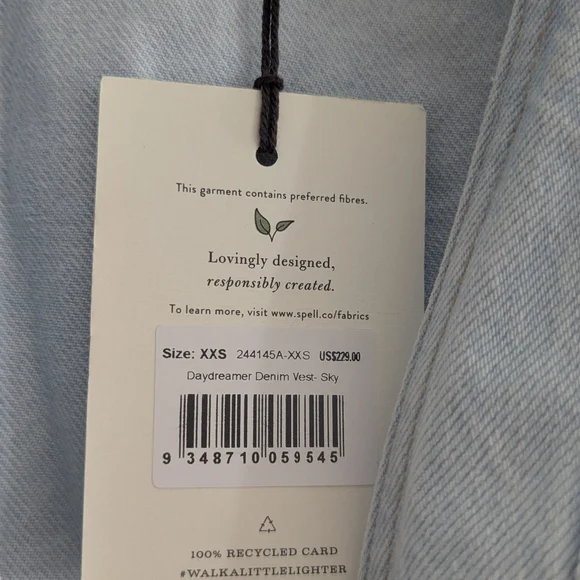 This garment contains preferred fibres.
Lovingly designed,
responsibly created.
To learn more, visit www.spell.co/fabrics
Size: XXS 244145A-XXS US$229.00
Daydreamer Denim Vest- Sky
9 348710 059545
100% RECYCLED CARD
#WALKALITTLELIGHTER